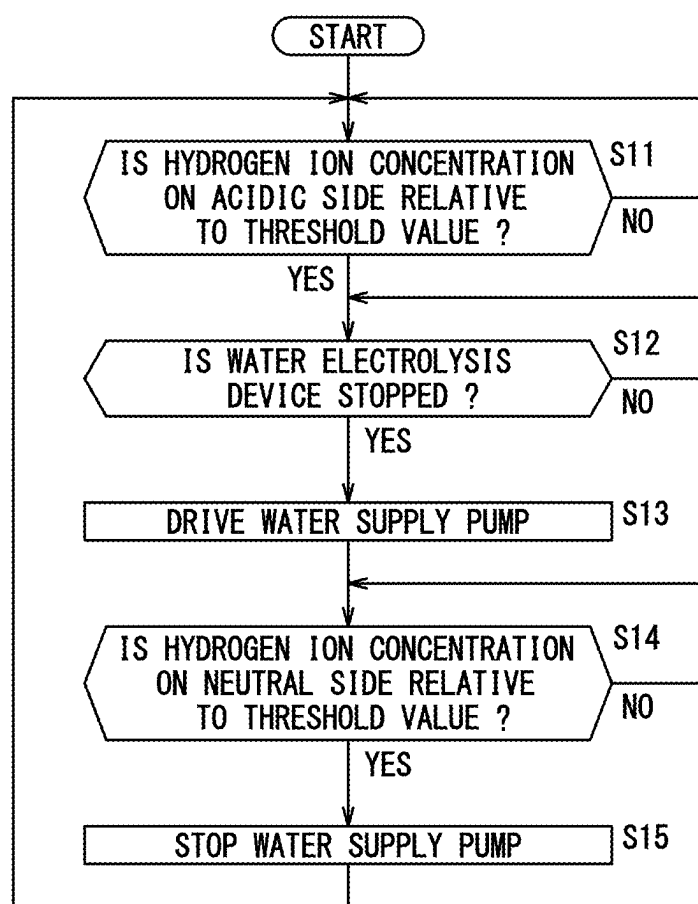 START
IS HYDROGEN ION CONCENTRATION
ON ACIDIC SIDE RELATIVE
TO THRESHOLD VALUE ?
S11
NO
YES
IS WATER ELECTROLYSIS
DEVICE STOPPED ?
S12
NO
YES
DRIVE WATER SUPPLY PUMP
S13
IS HYDROGEN ION CONCENTRATION
ON NEUTRAL SIDE RELATIVE
TO THRESHOLD VALUE ?
S14
NO
YES
STOP WATER SUPPLY PUMP
S15